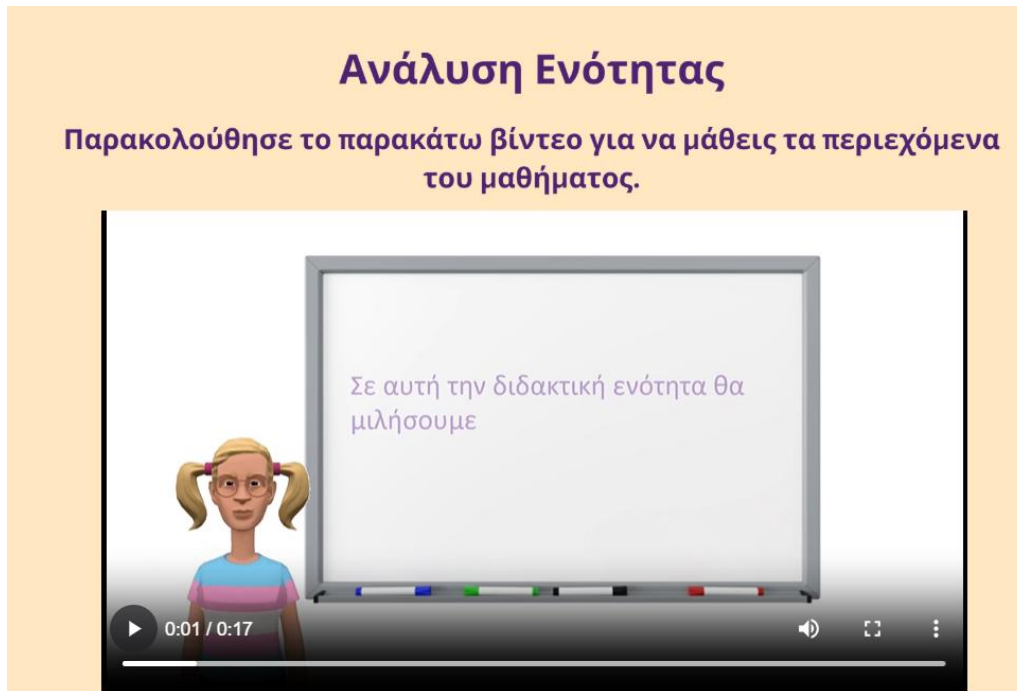 Ανάλυση Ενότητας
Παρακολούθησε το παρακάτω βίντεο για να μάθεις τα περιεχόμενα
του μαθήματος.
Σε αυτή την διδακτική ενότητα θα
μιλήσουμε
0:01 / 0:17